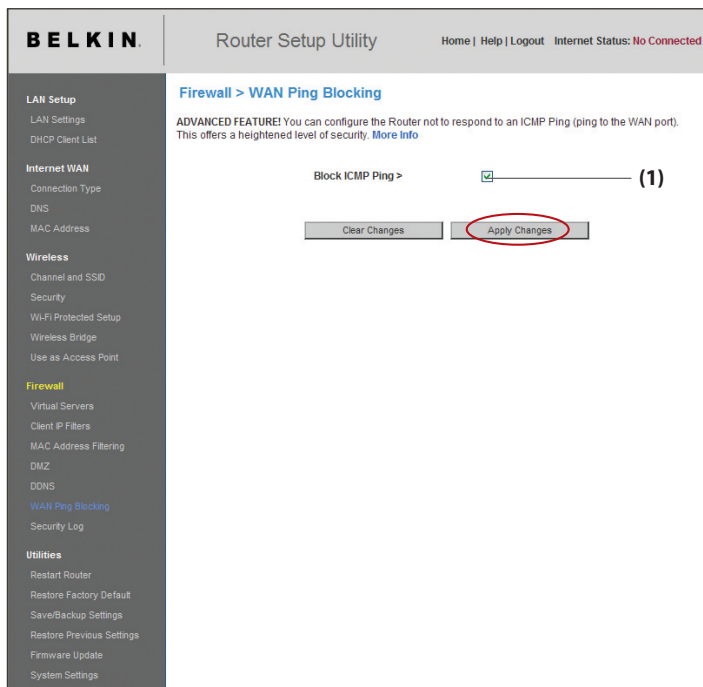 BELKIN.
Router Setup Utility
Home | Help | Logout Internet Status: No Connected
LAN Setup
LAN Settings
DHCP Client List
Internet WAN
Connection Type
DNS
MAC Address
Wireless
Channel and SSID
Security
Wi-Fi Protected Setup
Wireless Bridge
Use as Access Point
Firewall
Virtual Servers
Client IP Filters
MAC Address Filtering
DMZ
DDNS
WAN Ping Blocking
Security Log
Utilities
Restart Router
Restore Factory Default
Save/Backup Settings
Restore Previous Settings
Firmware Update
System Settings
Firewall > WAN Ping Blocking
ADVANCED FEATURE! You can configure the Router not to respond to an ICMP Ping (ping to the WAN port).
This offers a heightened level of security. More Info
Block ICMP Ping >
(1)
Clear Changes
Apply Changes